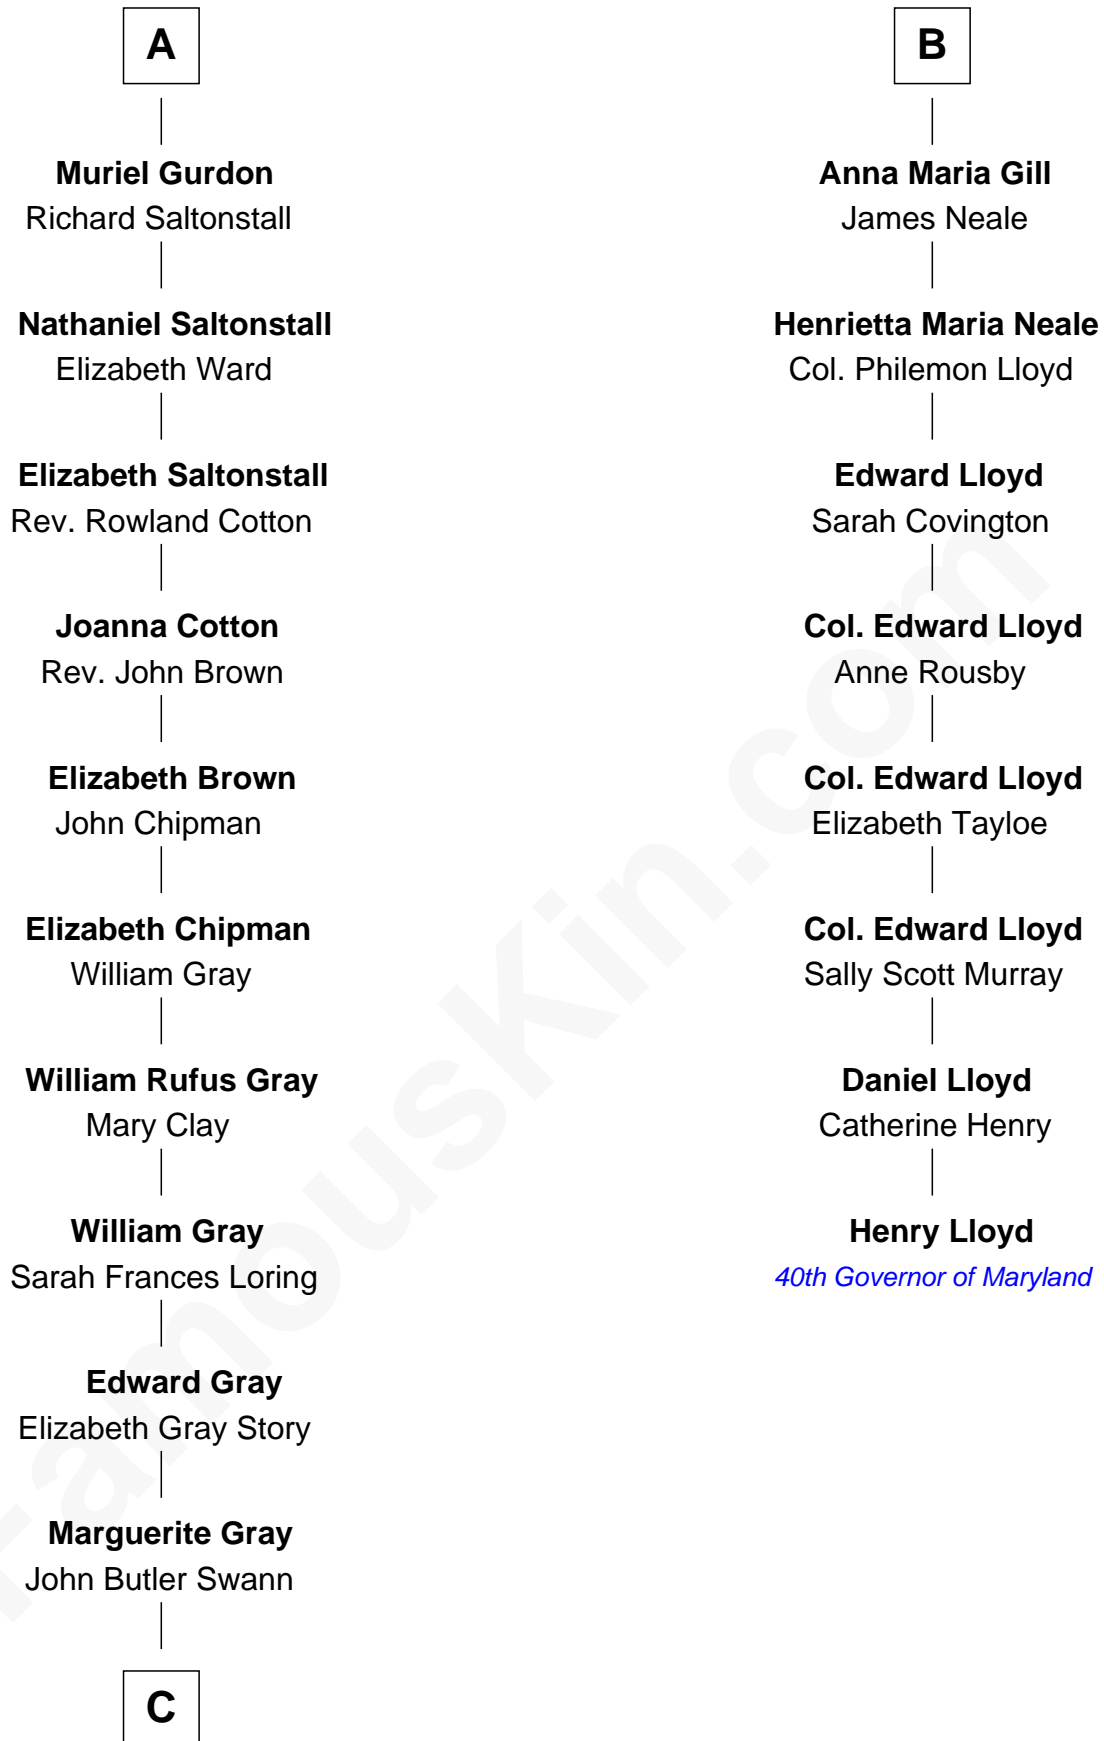 A
Muriel Gurdon
Richard Saltonstall
Nathaniel Saltonstall
Elizabeth Ward
Elizabeth Saltonstall
Rev. Rowland Cotton
Joanna Cotton
Rev. John Brown
Elizabeth Brown
John Chipman
Elizabeth Chipman
William Gray
William Rufus Gray
Mary Clay
William Gray
Sarah Frances Loring
Edward Gray
Elizabeth Gray Story
Marguerite Gray
John Butler Swann
C
B
Anna Maria Gill
James Neale
Henrietta Maria Neale
Col. Philemon Lloyd
Edward Lloyd
Sarah Covington
Col. Edward Lloyd
Anne Rousby
Col. Edward Lloyd
Elizabeth Tayloe
Col. Edward Lloyd
Sally Scott Murray
Daniel Lloyd
Catherine Henry
Henry Lloyd
40th Governor of Maryland
FamousKin.com